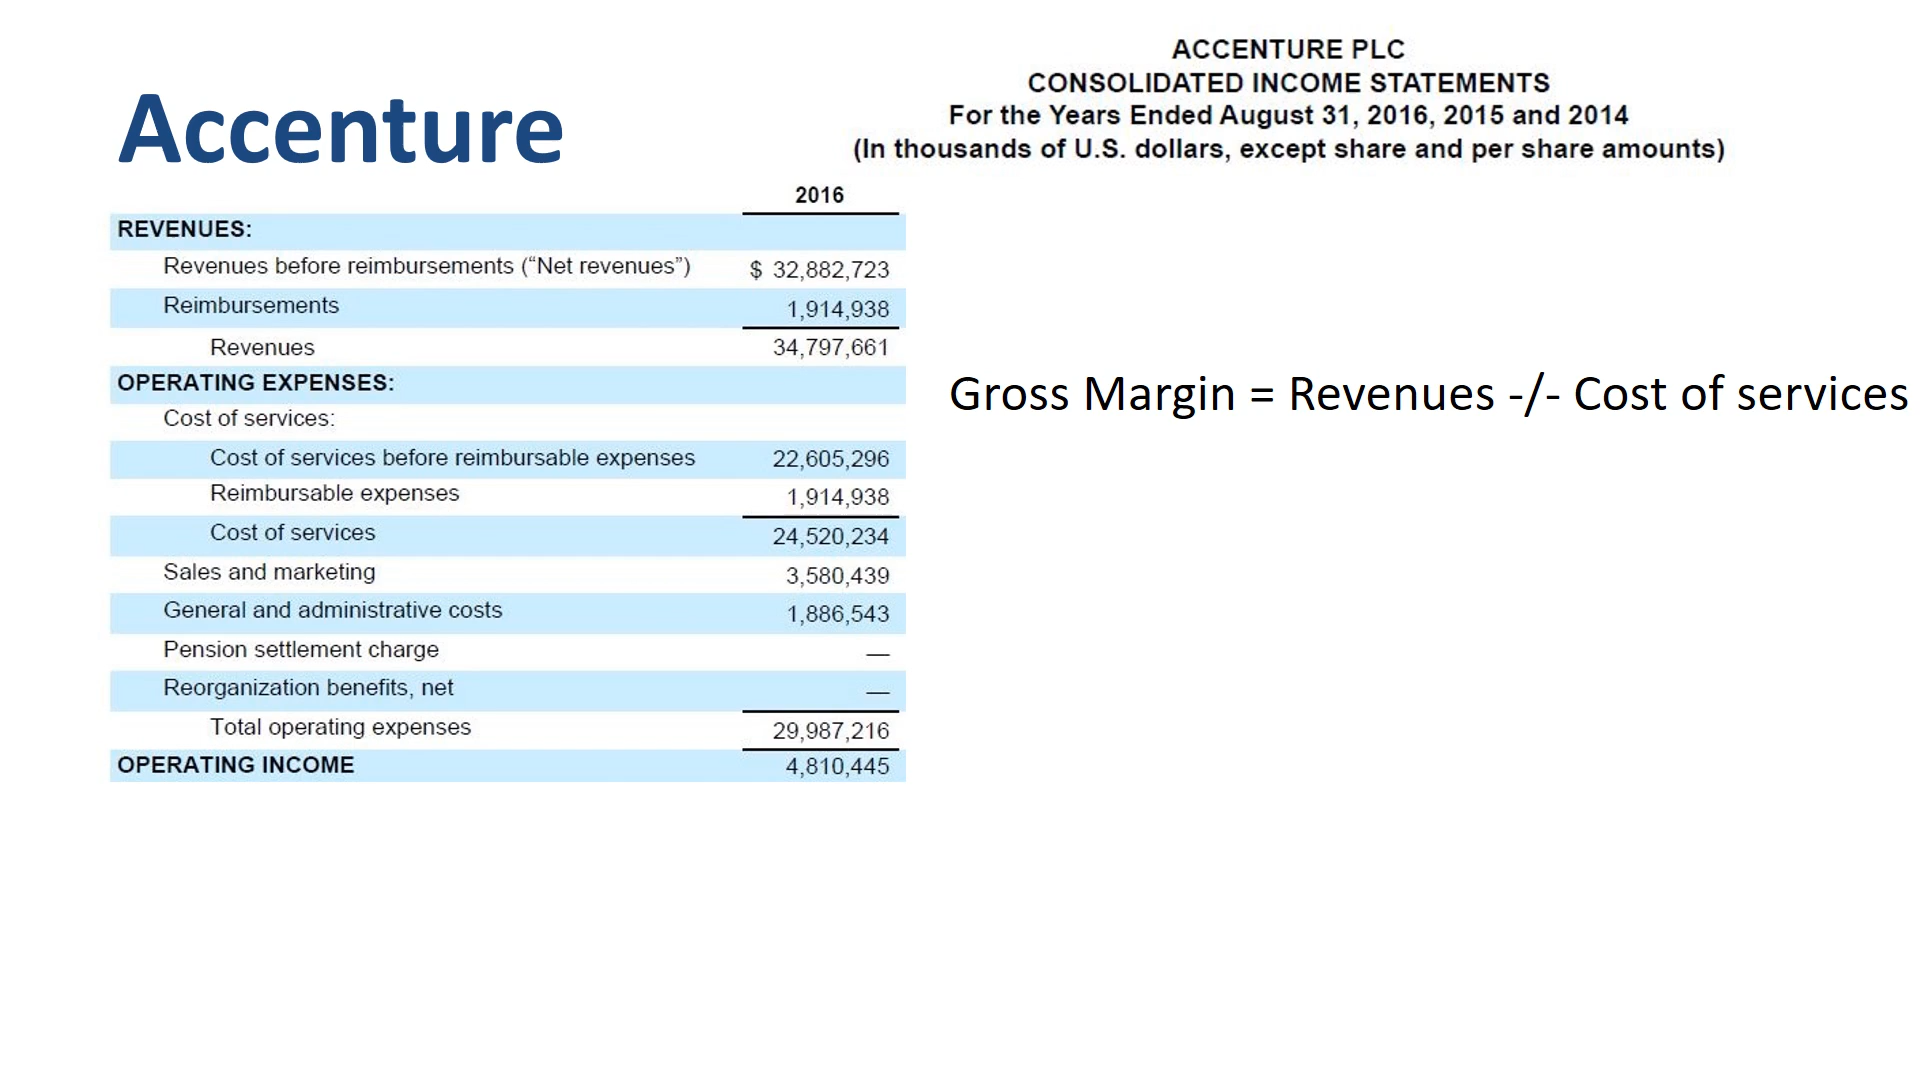 Accenture
ACCENTURE PLC
CONSOLIDATED INCOME STATEMENTS
For the Years Ended August 31, 2016, 2015 and 2014
(In thousands of U.S. dollars, except share and per share amounts)
2016
REVENUES:
Revenues before reimbursements (“Net revenues”) $ 32,882,723
Reimbursements 1,914,938
Revenues 34,797,661
OPERATING EXPENSES:
Cost of services:
Cost of services before reimbursable expenses 22,605,296
Reimbursable expenses 1,914,938
Cost of services 24,520,234
Sales and marketing 3,580,439
General and administrative costs 1,886,543
Pension settlement charge —
Reorganization benefits, net —
Total operating expenses 29,987,216
OPERATING INCOME 4,810,445
Gross Margin = Revenues -/- Cost of services